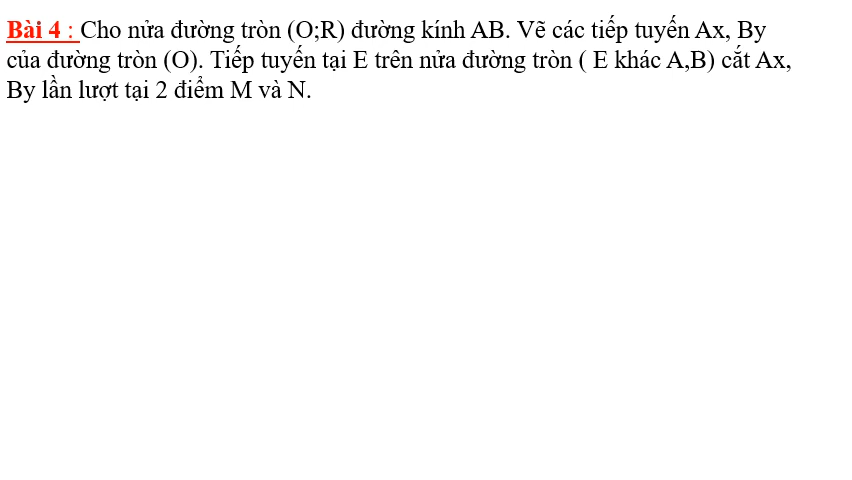 Bài 4 : Cho nửa đường tròn (O;R) đường kính AB. Vẽ các tiếp tuyến Ax, By
của đường tròn (O). Tiếp tuyến tại E trên nửa đường tròn ( E khác A,B) cắt Ax,
By lần lượt tại 2 điểm M và N.